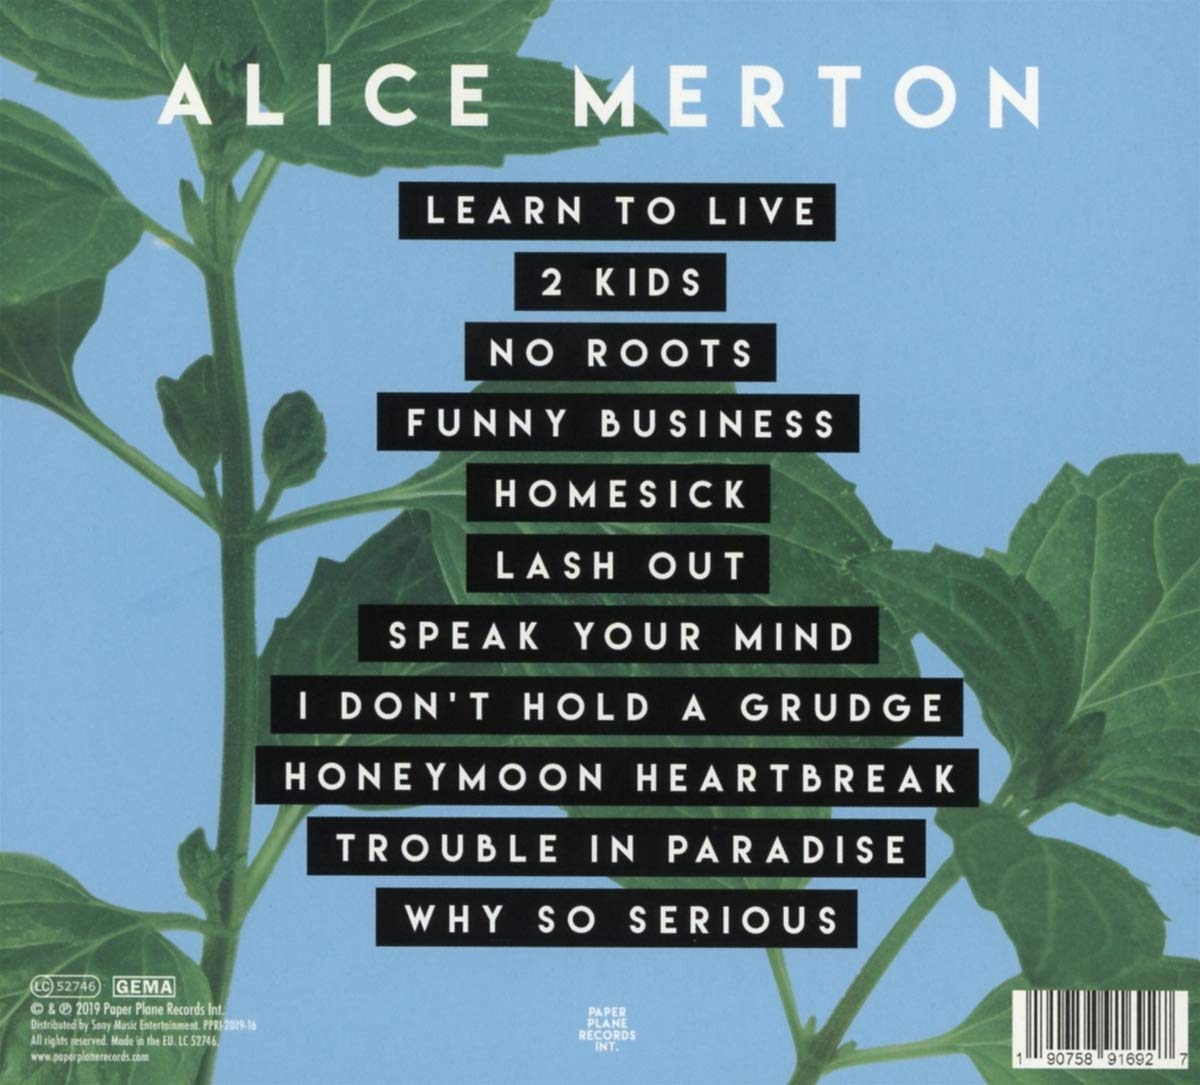 ALICE MERTON
LEARN TO LIVE
2 KIDS
NO ROOTS
FUNNY BUSINESS
HOMESICK
LASH OUT
SPEAK YOUR MIND
I DON'T HOLD A GRUDGE
HONEYMOON HEARTBREAK
TROUBLE IN PARADISE
WHY SO SERIOUS
LC 52746 GEMA
© & ℗ 2019 Paper Plane Records Int.
Distributed by Sony Music Entertainment. PPRI-2019-16
All rights reserved. Made in the EU. LC 52746.
www.paperplanerecords.com
PAPER
PLANE
RECORDS
INT.
1 90758 91692 7